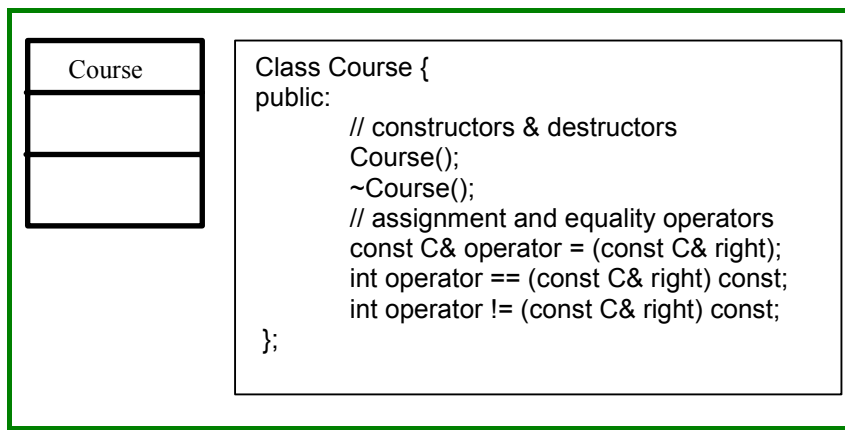 Course
Class Course {
public:
// constructors & destructors
Course();
~Course();
// assignment and equality operators
const C& operator = (const C& right);
int operator == (const C& right) const;
int operator != (const C& right) const;
};